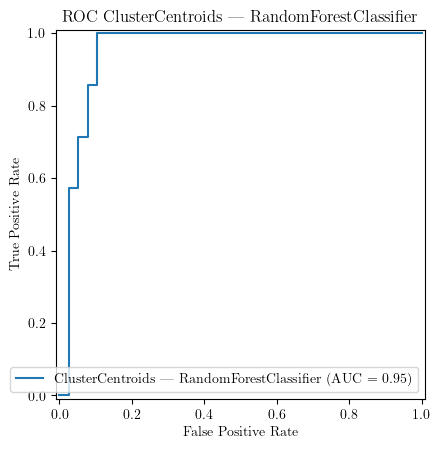 ROC ClusterCentroids — RandomForestClassifier
1.0
0.8
0.6
0.4
0.2
0.0
True Positive Rate
ClusterCentroids — RandomForestClassifier (AUC = 0.95)
0.0 0.2 0.4 0.6 0.8 1.0
False Positive Rate